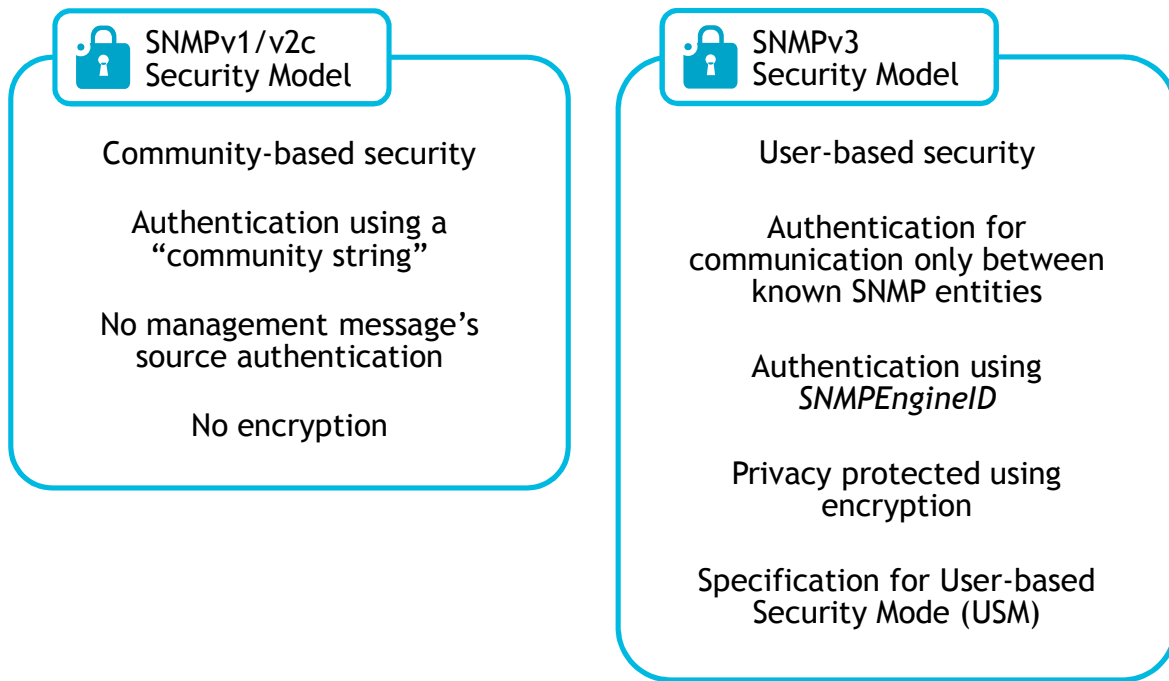 SNMPv1/v2c
Security Model
Community-based security
Authentication using a
“community string”
No management message’s
source authentication
No encryption
SNMPv3
Security Model
User-based security
Authentication for
communication only between
known SNMP entities
Authentication using
SNMPEngineID
Privacy protected using
encryption
Specification for User-based
Security Mode (USM)